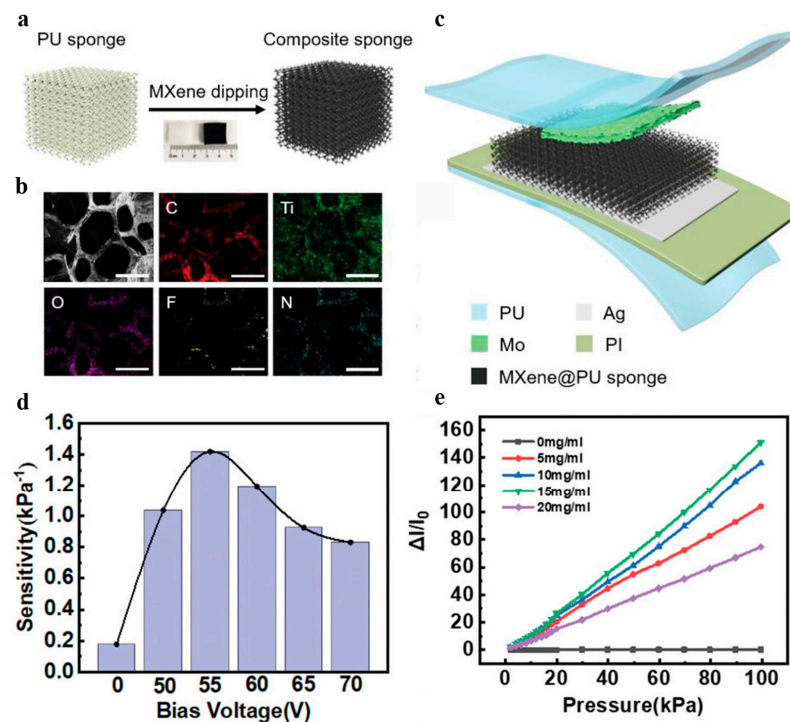 a
PU sponge
Composite sponge
MXene dipping
b
C
Ti
O
F
N
c
PU
Ag
Mo
PI
MXene@PU sponge
d
Sensitivity(kPa-1)
1.6
1.4
1.2
1.0
0.8
0.6
0.4
0.2
0.0
0 50 55 60 65 70
Bias Voltage(V)
e
ΔI/I0
160
140
120
100
80
60
40
20
0
0mg/ml
5mg/ml
10mg/ml
15mg/ml
20mg/ml
0 20 40 60 80 100
Pressure(kPa)